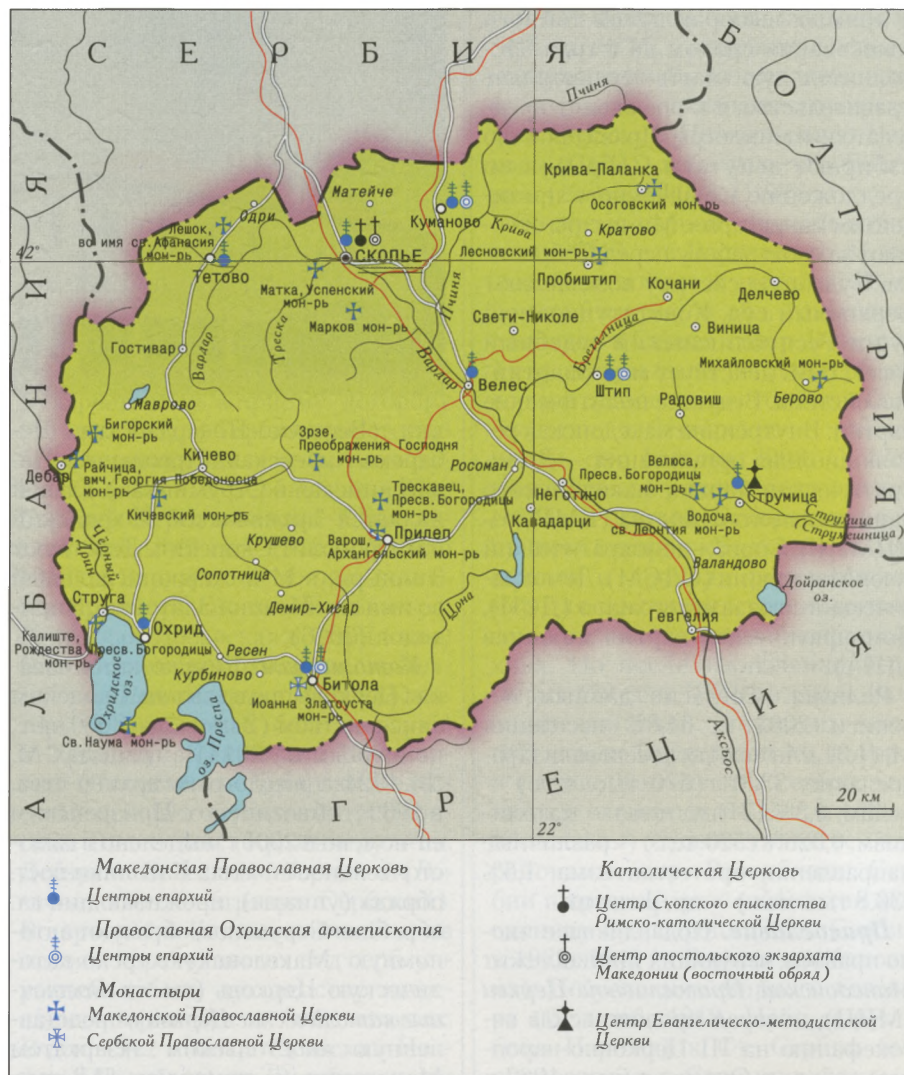 СЕРБИЯ
БОЛГАРИЯ
АЛБАНИЯ
ГРЕЦИЯ
Пчиня
Матейче
Крива-Паланка
Осоговский мон-рь
Одри
Куманово
Крива
Кратово
Лешок,
во имя св. Афанасия
мон-рь
42°
СКОПЬЕ
Лесновский мон-рь
Тетово
Пробиштип
Матка, Успенский
мон-рь
Пчиня
Кочани
Делчево
Марков мон-рь
Свети-Николе
Виница
Гостивар
Вардар
Треска
Вардар
Брегалница
Михайловский мон-рь
Берово
Велес
Штип
Маврово
Радовиш
Бигорский
мон-рь
Зрзе,
Преображения Господня
мон-рь
Дебар
Райчица,
вмч. Георгия Победоносца
мон-рь
Кичево
Росоман
Велюса,
Пресв. Богородицы
мон-рь
Трескавец,
Пресв. Богородицы
мон-рь
Неготино
Струмица
Кичевский мон-рь
Кавадарци
Водоча,
св. Леонтия мон-рь
Струмица
(Струмешница)
Крушево
Варош,
Архангельский мон-рь
Прилеп
Чёрный
Дрин
Сопотница
Валандово
Дойранское
оз.
Струга
Демир-Хисар
Црна
Гевгелия
Калиште,
Рождества Пресв. Богородицы
мон-рь
Охрид
Ресен
Курбиново
Битола
Иоанна Златоуста
мон-рь
Охридское
оз.
оз. Преспа
Св. Наума мон-рь
Аксьос
20 км
22°
Македонская Православная Церковь
Центры епархий
Православная Охридская архиепископия
Центры епархий
Монастыри
Македонской Православной Церкви
Сербской Православной Церкви
Католическая Церковь
Центр Скопского епископства
Римско-католической Церкви
Центр апостольского экзархата
Македонии (восточный обряд)
Центр Евангелическо-методистской
Церкви